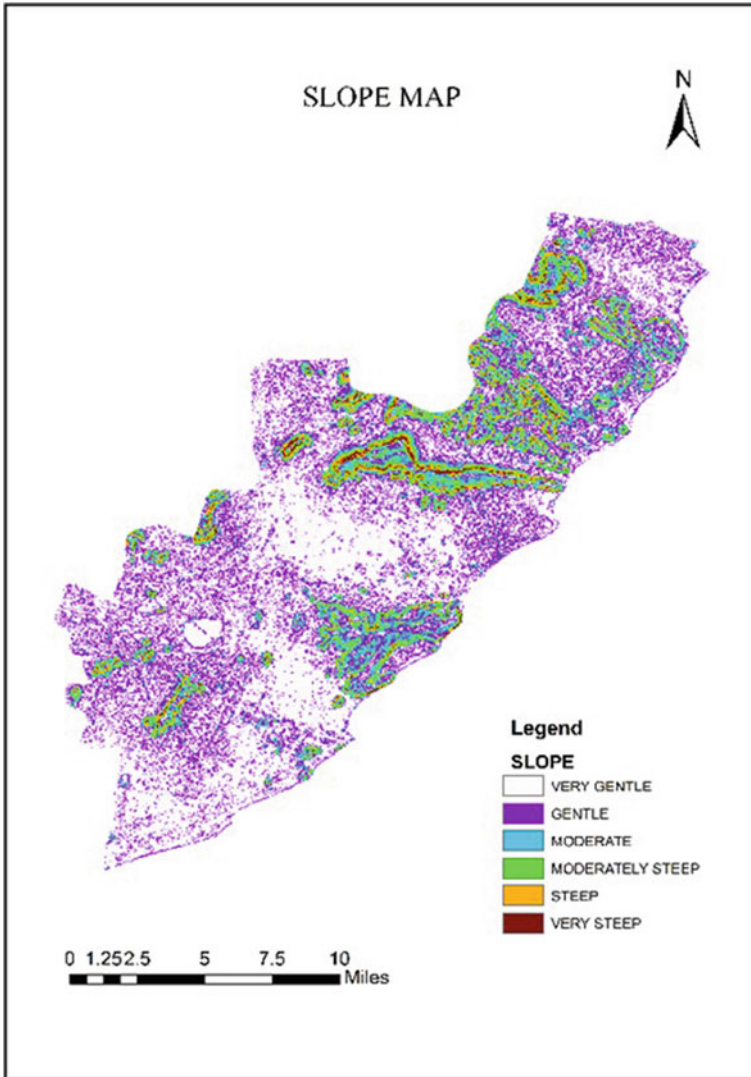 SLOPE MAP
N
Legend
SLOPE
VERY GENTLE
GENTLE
MODERATE
MODERATELY STEEP
STEEP
VERY STEEP
0 1.252.5 5 7.5 10
Miles